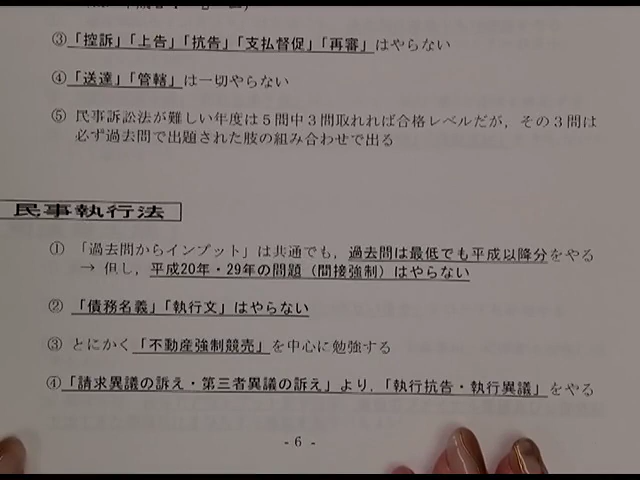 ③「控訴」「上告」「抗告」「支払督促」「再審」はやらない
④「送達」「管轄」は一切やらない
⑤ 民事訴訟法が難しい年度は５問中３問取れれば合格レベルだが，その３問は
必ず過去問で出題された肢の組み合わせで出る
民事執行法
① 「過去問からインプット」は共通でも，過去問は最低でも平成以降分をやる
→ 但し，平成20年・29年の問題（間接強制）はやらない
② 「債務名義」「執行文」はやらない
③ とにかく「不動産強制競売」を中心に勉強する
④「請求異議の訴え・第三者異議の訴え」より，「執行抗告・執行異議」をやる
- 6 -